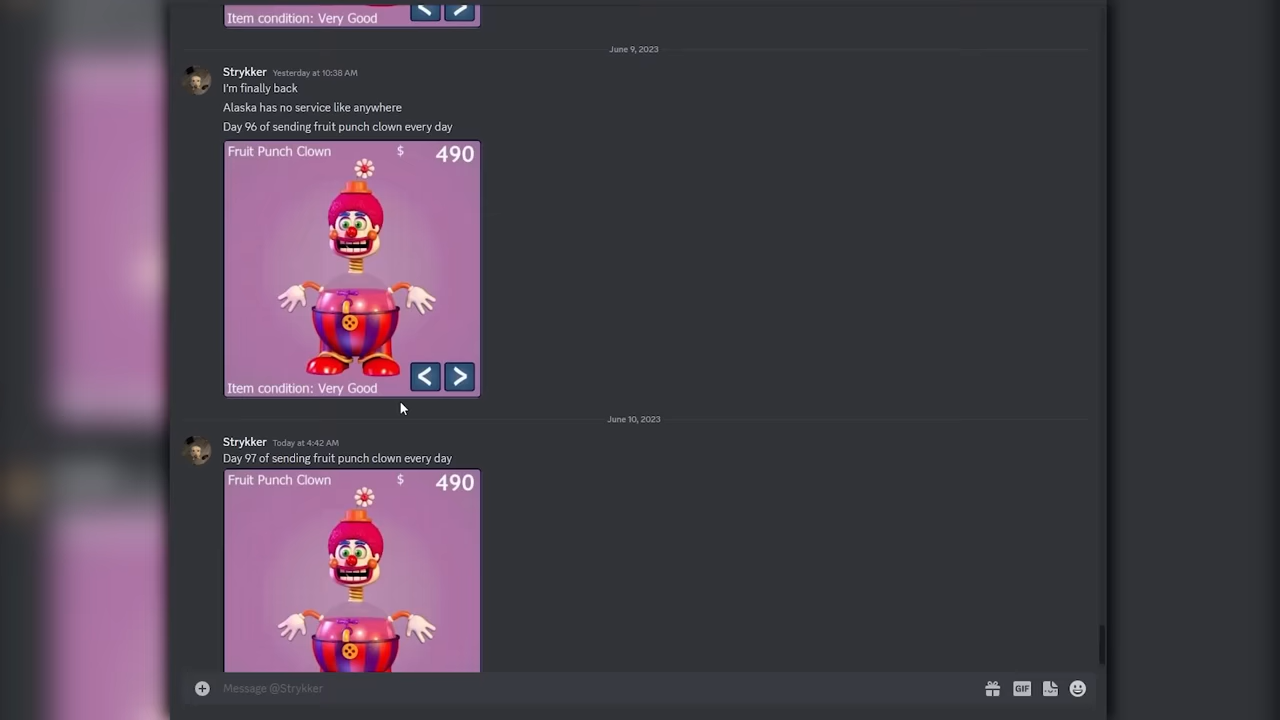 Item condition: Very Good
June 9, 2023
Strykker Yesterday at 10:38 AM
I'm finally back
Alaska has no service like anywhere
Day 96 of sending fruit punch clown every day
Fruit Punch Clown $ 490
Item condition: Very Good
June 10, 2023
Strykker Today at 4:42 AM
Day 97 of sending fruit punch clown every day
Fruit Punch Clown $ 490
Message @Strykker
GIF